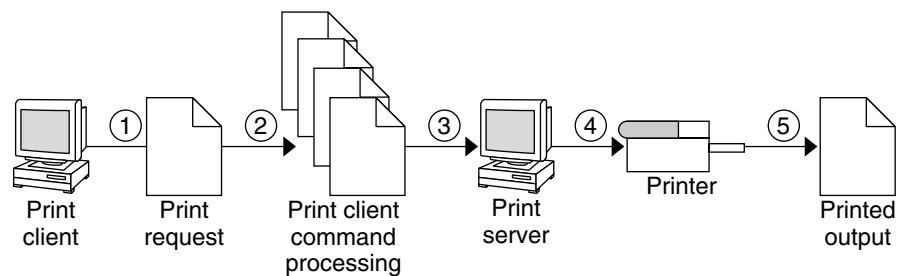 1
2
3
4
5
Print
client
Print
request
Print client
command
processing
Print
server
Printer
Printed
output